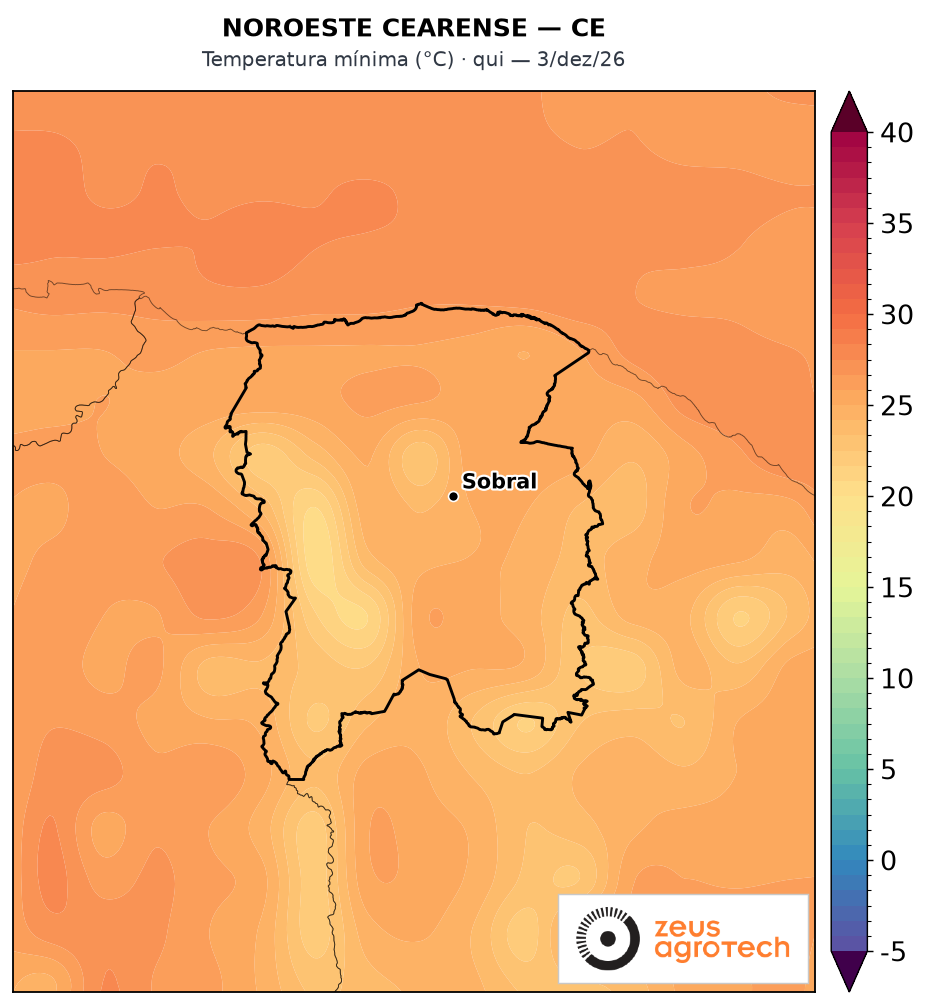 NOROESTE CEARENSE — CE
Temperatura mínima (°C) · qui — 3/dez/26
40
35
30
25
20
15
10
5
0
-5
Sobral
zeus
agrotech